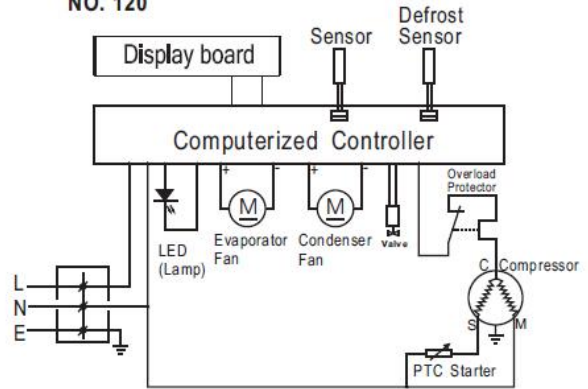 NO. 120
Display board
Sensor
Defrost
Sensor
Computerized Controller
+ - + -
M M
LED
(Lamp)
Evaporator
Fan
Condenser
Fan
Valve
Overload
Protector
C Compressor
S M
PTC Starter
L
N
E